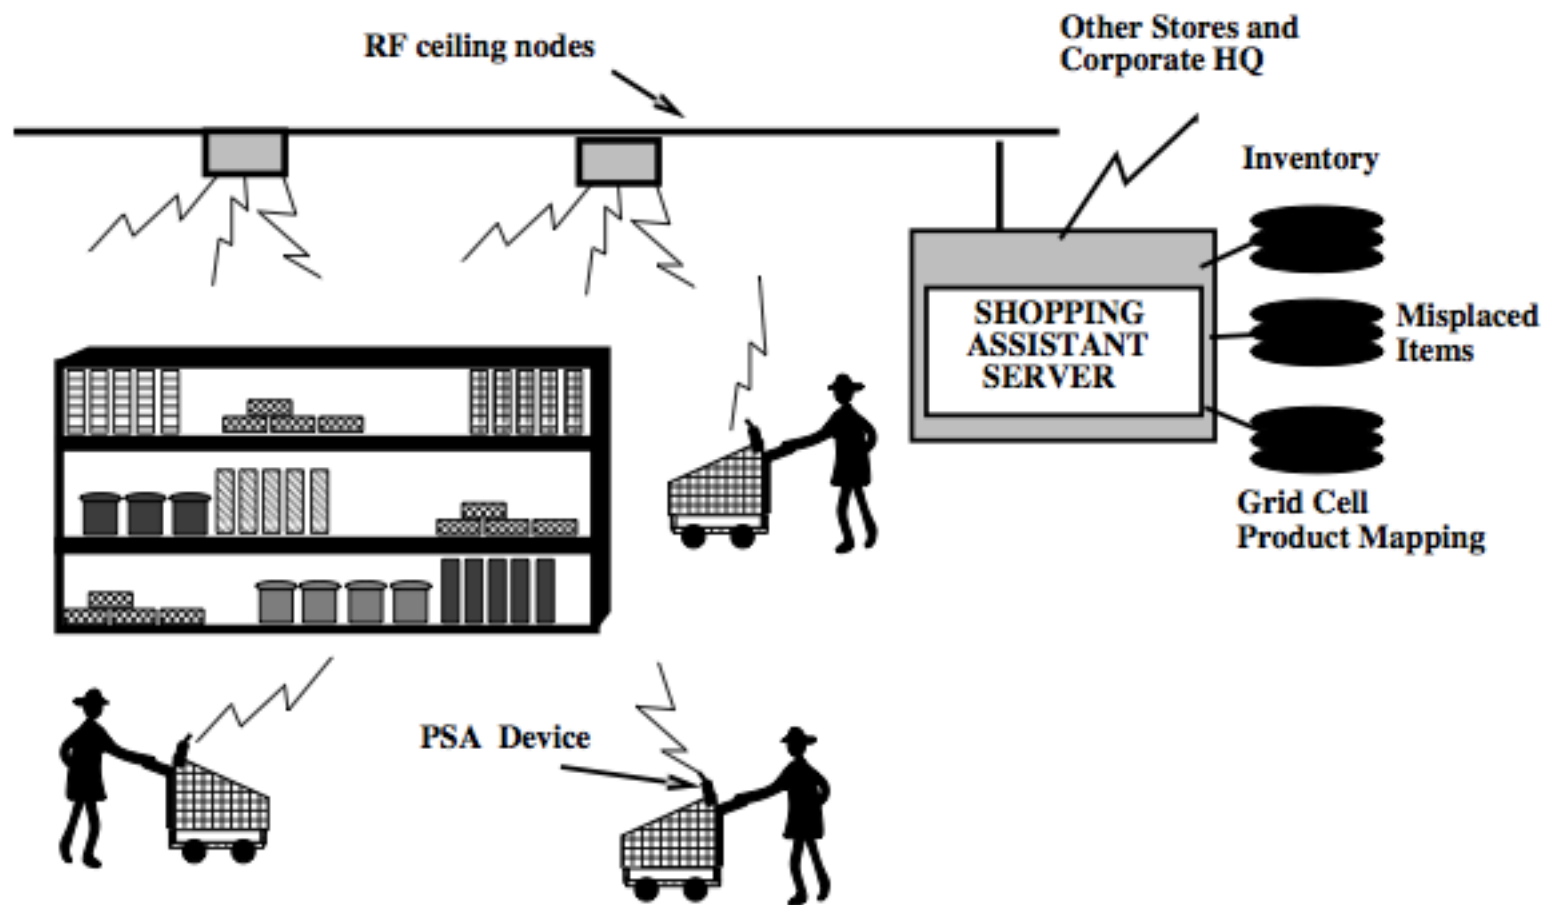 RF ceiling nodes
Other Stores and
Corporate HQ
Inventory
SHOPPING
ASSISTANT
SERVER
Misplaced
Items
Grid Cell
Product Mapping
PSA Device